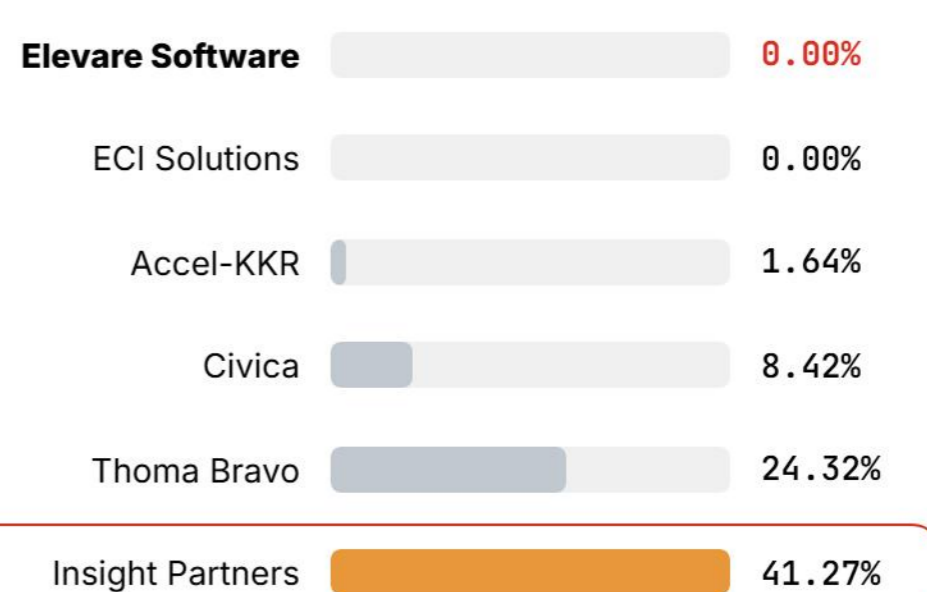 Elevare Software 0.00%
ECI Solutions 0.00%
Accel-KKR 1.64%
Civica 8.42%
Thoma Bravo 24.32%
Insight Partners 41.27%